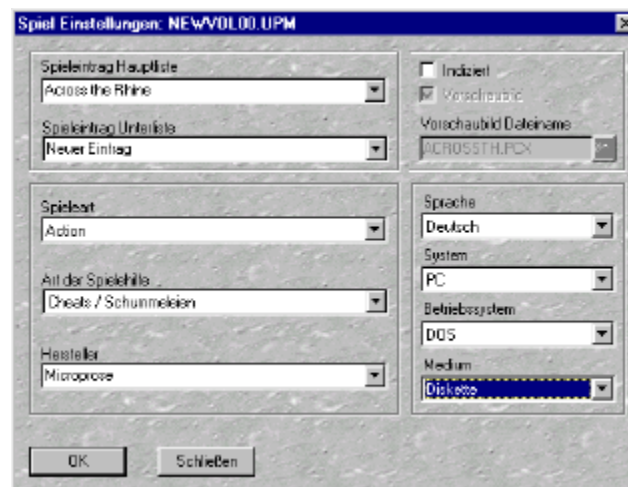 Spiel Einstellungen: NEWVOL00.UPM
Spieleintrag Hauptliste
Across the Rhine
Spieleintrag Unterliste
Neuer Eintrag
Indiziert
Vorschaubild
Vorschaubild Dateiname
ACROSSTH.PCX
Spieleart
Action
Art der Spielehilfe
Cheats / Schummeleien
Hersteller
Microprose
Sprache
Deutsch
System
PC
Betriebssystem
DOS
Medium
Diskette
OK
Schließen